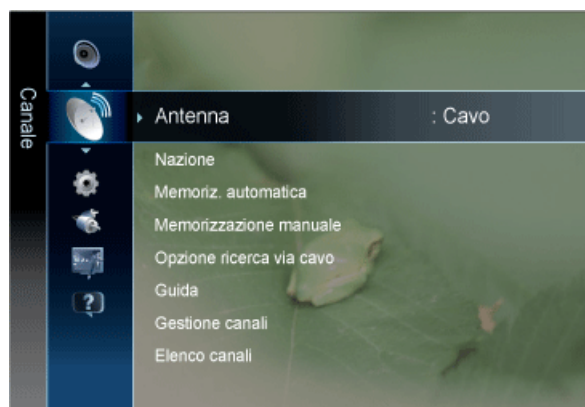 Canale
Antenna : Cavo
Nazione
Memoriz. automatica
Memorizzazione manuale
Opzione ricerca via cavo
Guida
Gestione canali
Elenco canali